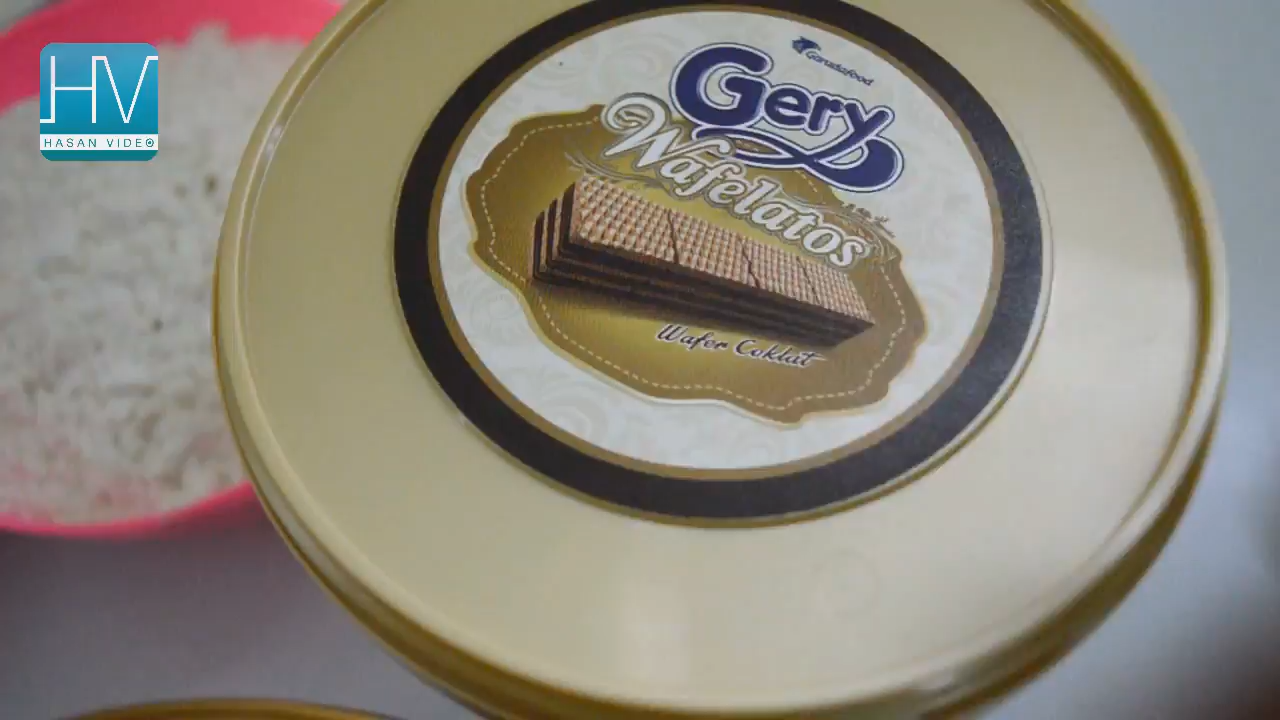 HV
HASAN VIDEO
Garudafood
Gery
Wafelatos
Wafer Coklat